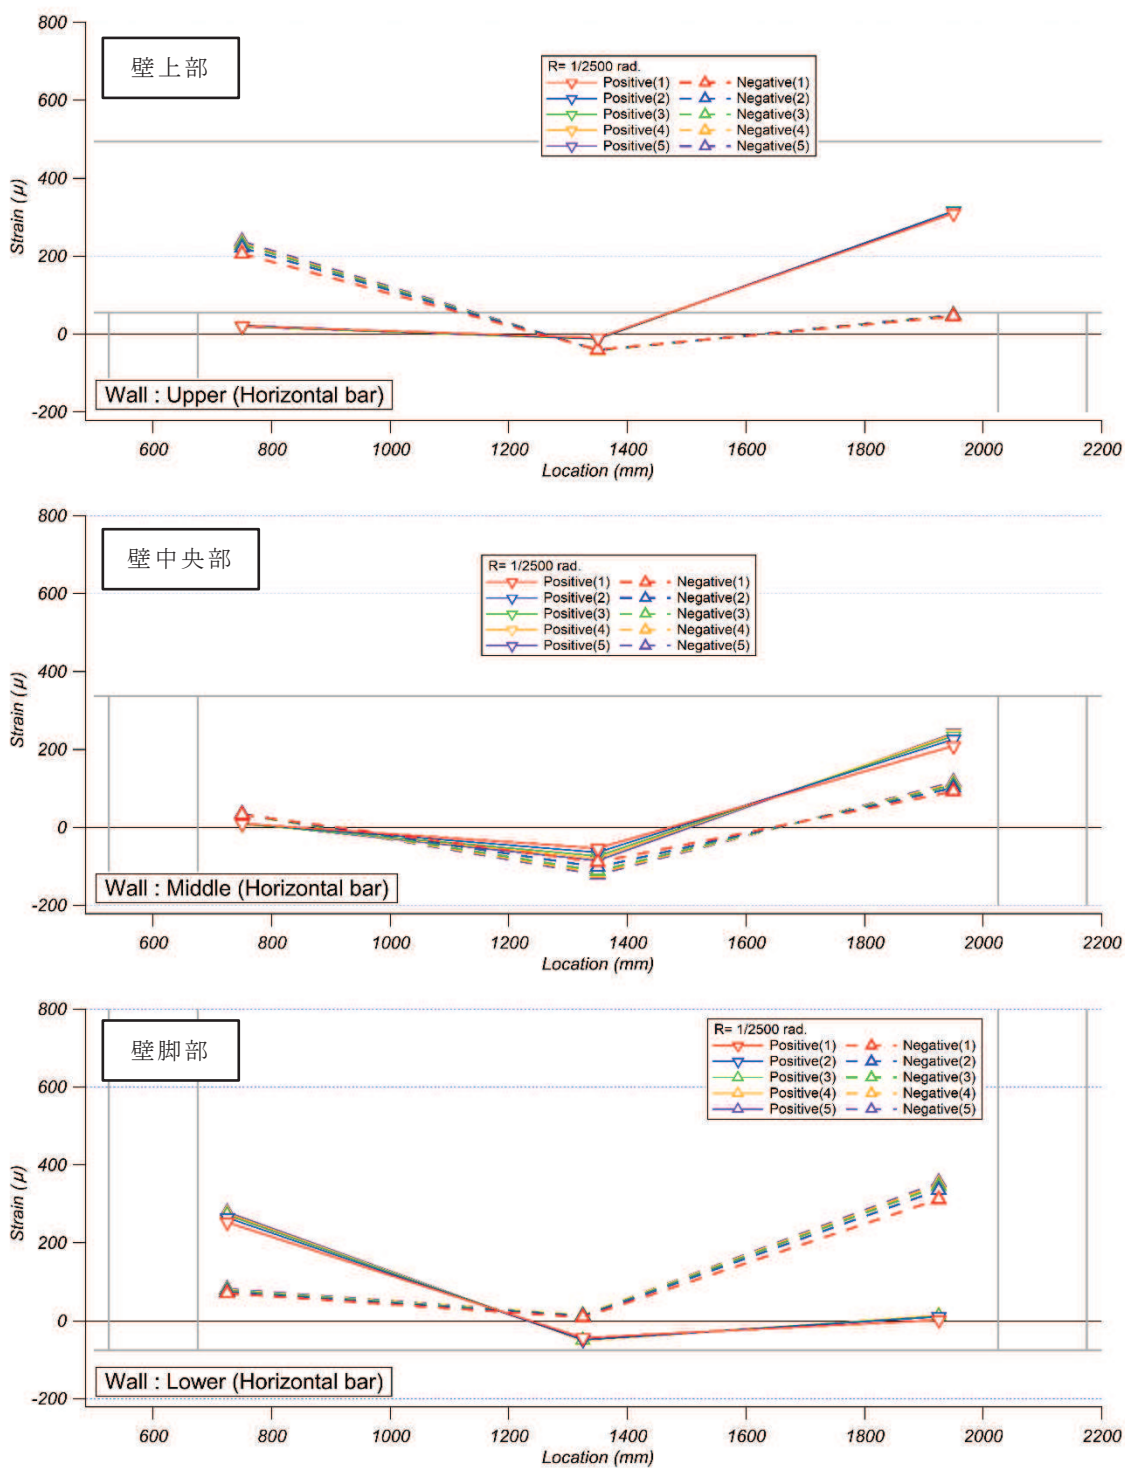 800
壁上部
R= 1/2500 rad.
Positive(1) Negative(1)
Positive(2) Negative(2)
Positive(3) Negative(3)
Positive(4) Negative(4)
Positive(5) Negative(5)
600
400
Strain (μ)
200
0
Wall : Upper (Horizontal bar)
-200
600 800 1000 1200 1400 1600 1800 2000 2200
Location (mm)
800
壁中央部
R= 1/2500 rad.
Positive(1) Negative(1)
Positive(2) Negative(2)
Positive(3) Negative(3)
Positive(4) Negative(4)
Positive(5) Negative(5)
600
400
Strain (μ)
200
0
Wall : Middle (Horizontal bar)
-200
600 800 1000 1200 1400 1600 1800 2000 2200
Location (mm)
800
壁脚部
R= 1/2500 rad.
Positive(1) Negative(1)
Positive(2) Negative(2)
Positive(3) Negative(3)
Positive(4) Negative(4)
Positive(5) Negative(5)
600
400
Strain (μ)
200
0
Wall : Lower (Horizontal bar)
-200
600 800 1000 1200 1400 1600 1800 2000 2200
Location (mm)